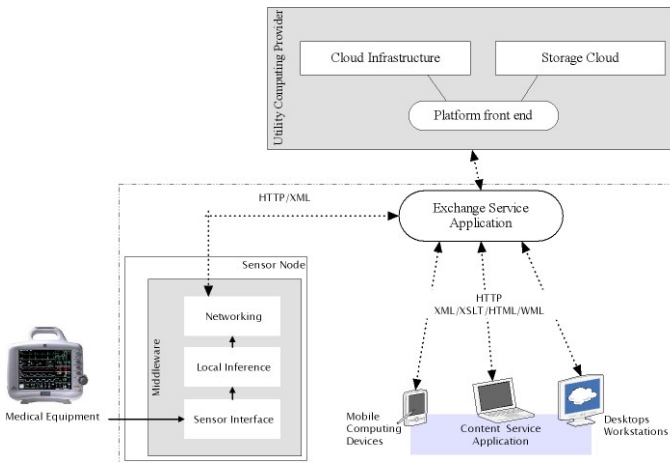 Utility Computing Provider
Cloud Infrastructure
Storage Cloud
Platform front end
HTTP/XML
Exchange Service
Application
Sensor Node
Middleware
Networking
Local Inference
Sensor Interface
Medical Equipment
HTTP
XML/XSLT/HTML/WML
Mobile
Computing
Devices
Content Service
Application
Desktops
Workstations